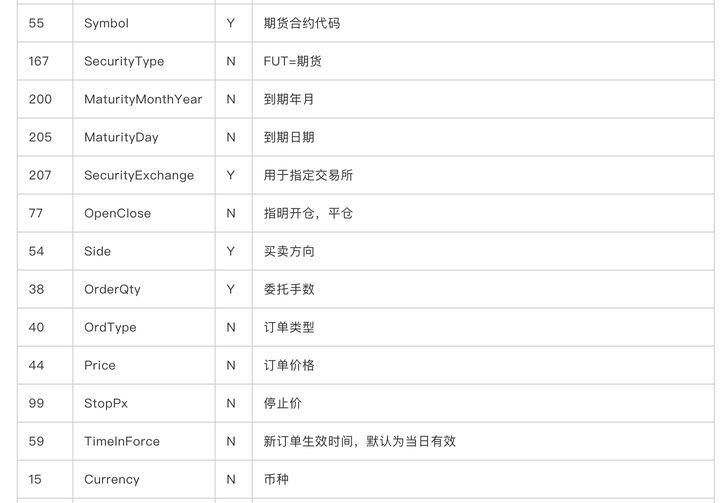 55 Symbol Y 期货合约代码
167 SecurityType N FUT=期货
200 MaturityMonthYear N 到期年月
205 MaturityDay N 到期日期
207 SecurityExchange Y 用于指定交易所
77 OpenClose N 指明开仓，平仓
54 Side Y 买卖方向
38 OrderQty Y 委托手数
40 OrdType N 订单类型
44 Price N 订单价格
99 StopPx N 停止价
59 TimeInForce N 新订单生效时间，默认为当日有效
15 Currency N 币种